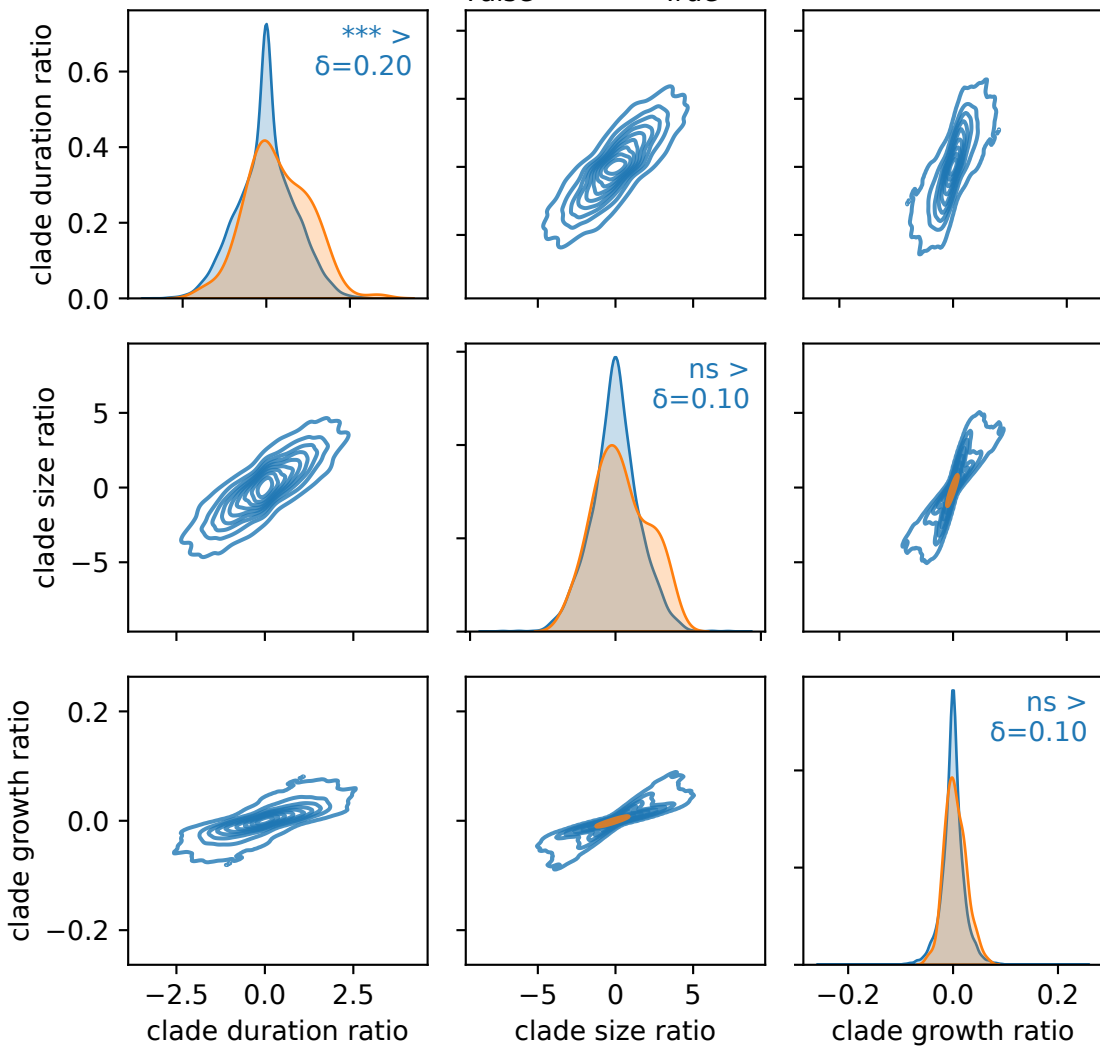 clade duration ratio
0.6
0.4
0.2
0.0
*** >
δ=0.20
clade size ratio
5
0
−5
ns >
δ=0.10
clade growth ratio
0.2
0.0
−0.2
ns >
δ=0.10
−2.5 0.0 2.5
−5 0 5
−0.2 0.0 0.2
clade duration ratio
clade size ratio
clade growth ratio